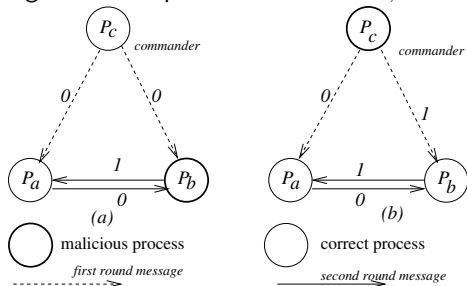 P_c
commander
0 0
P_a 1 P_b
0
(a)
P_c
commander
0 1
P_a 1 P_b
0
(b)
malicious process
correct process
first round message
second round message